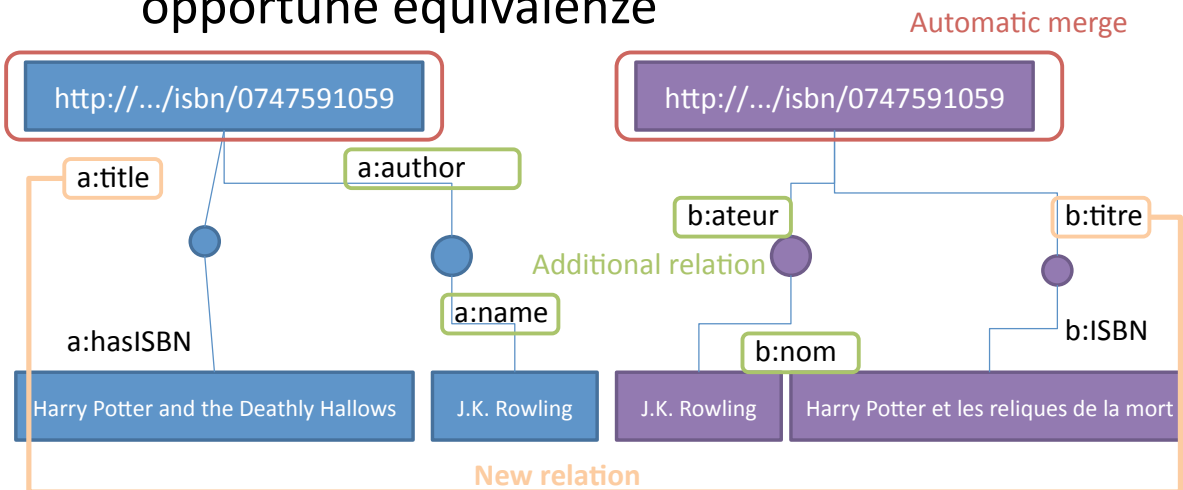 opportune equivalenze
Automatic merge
http://.../isbn/0747591059
http://.../isbn/0747591059
a:title
a:author
b:ateur
b:titre
Additional relation
a:name
a:hasISBN
b:nom
b:ISBN
Harry Potter and the Deathly Hallows
J.K. Rowling
J.K. Rowling
Harry Potter et les reliques de la mort
New relation